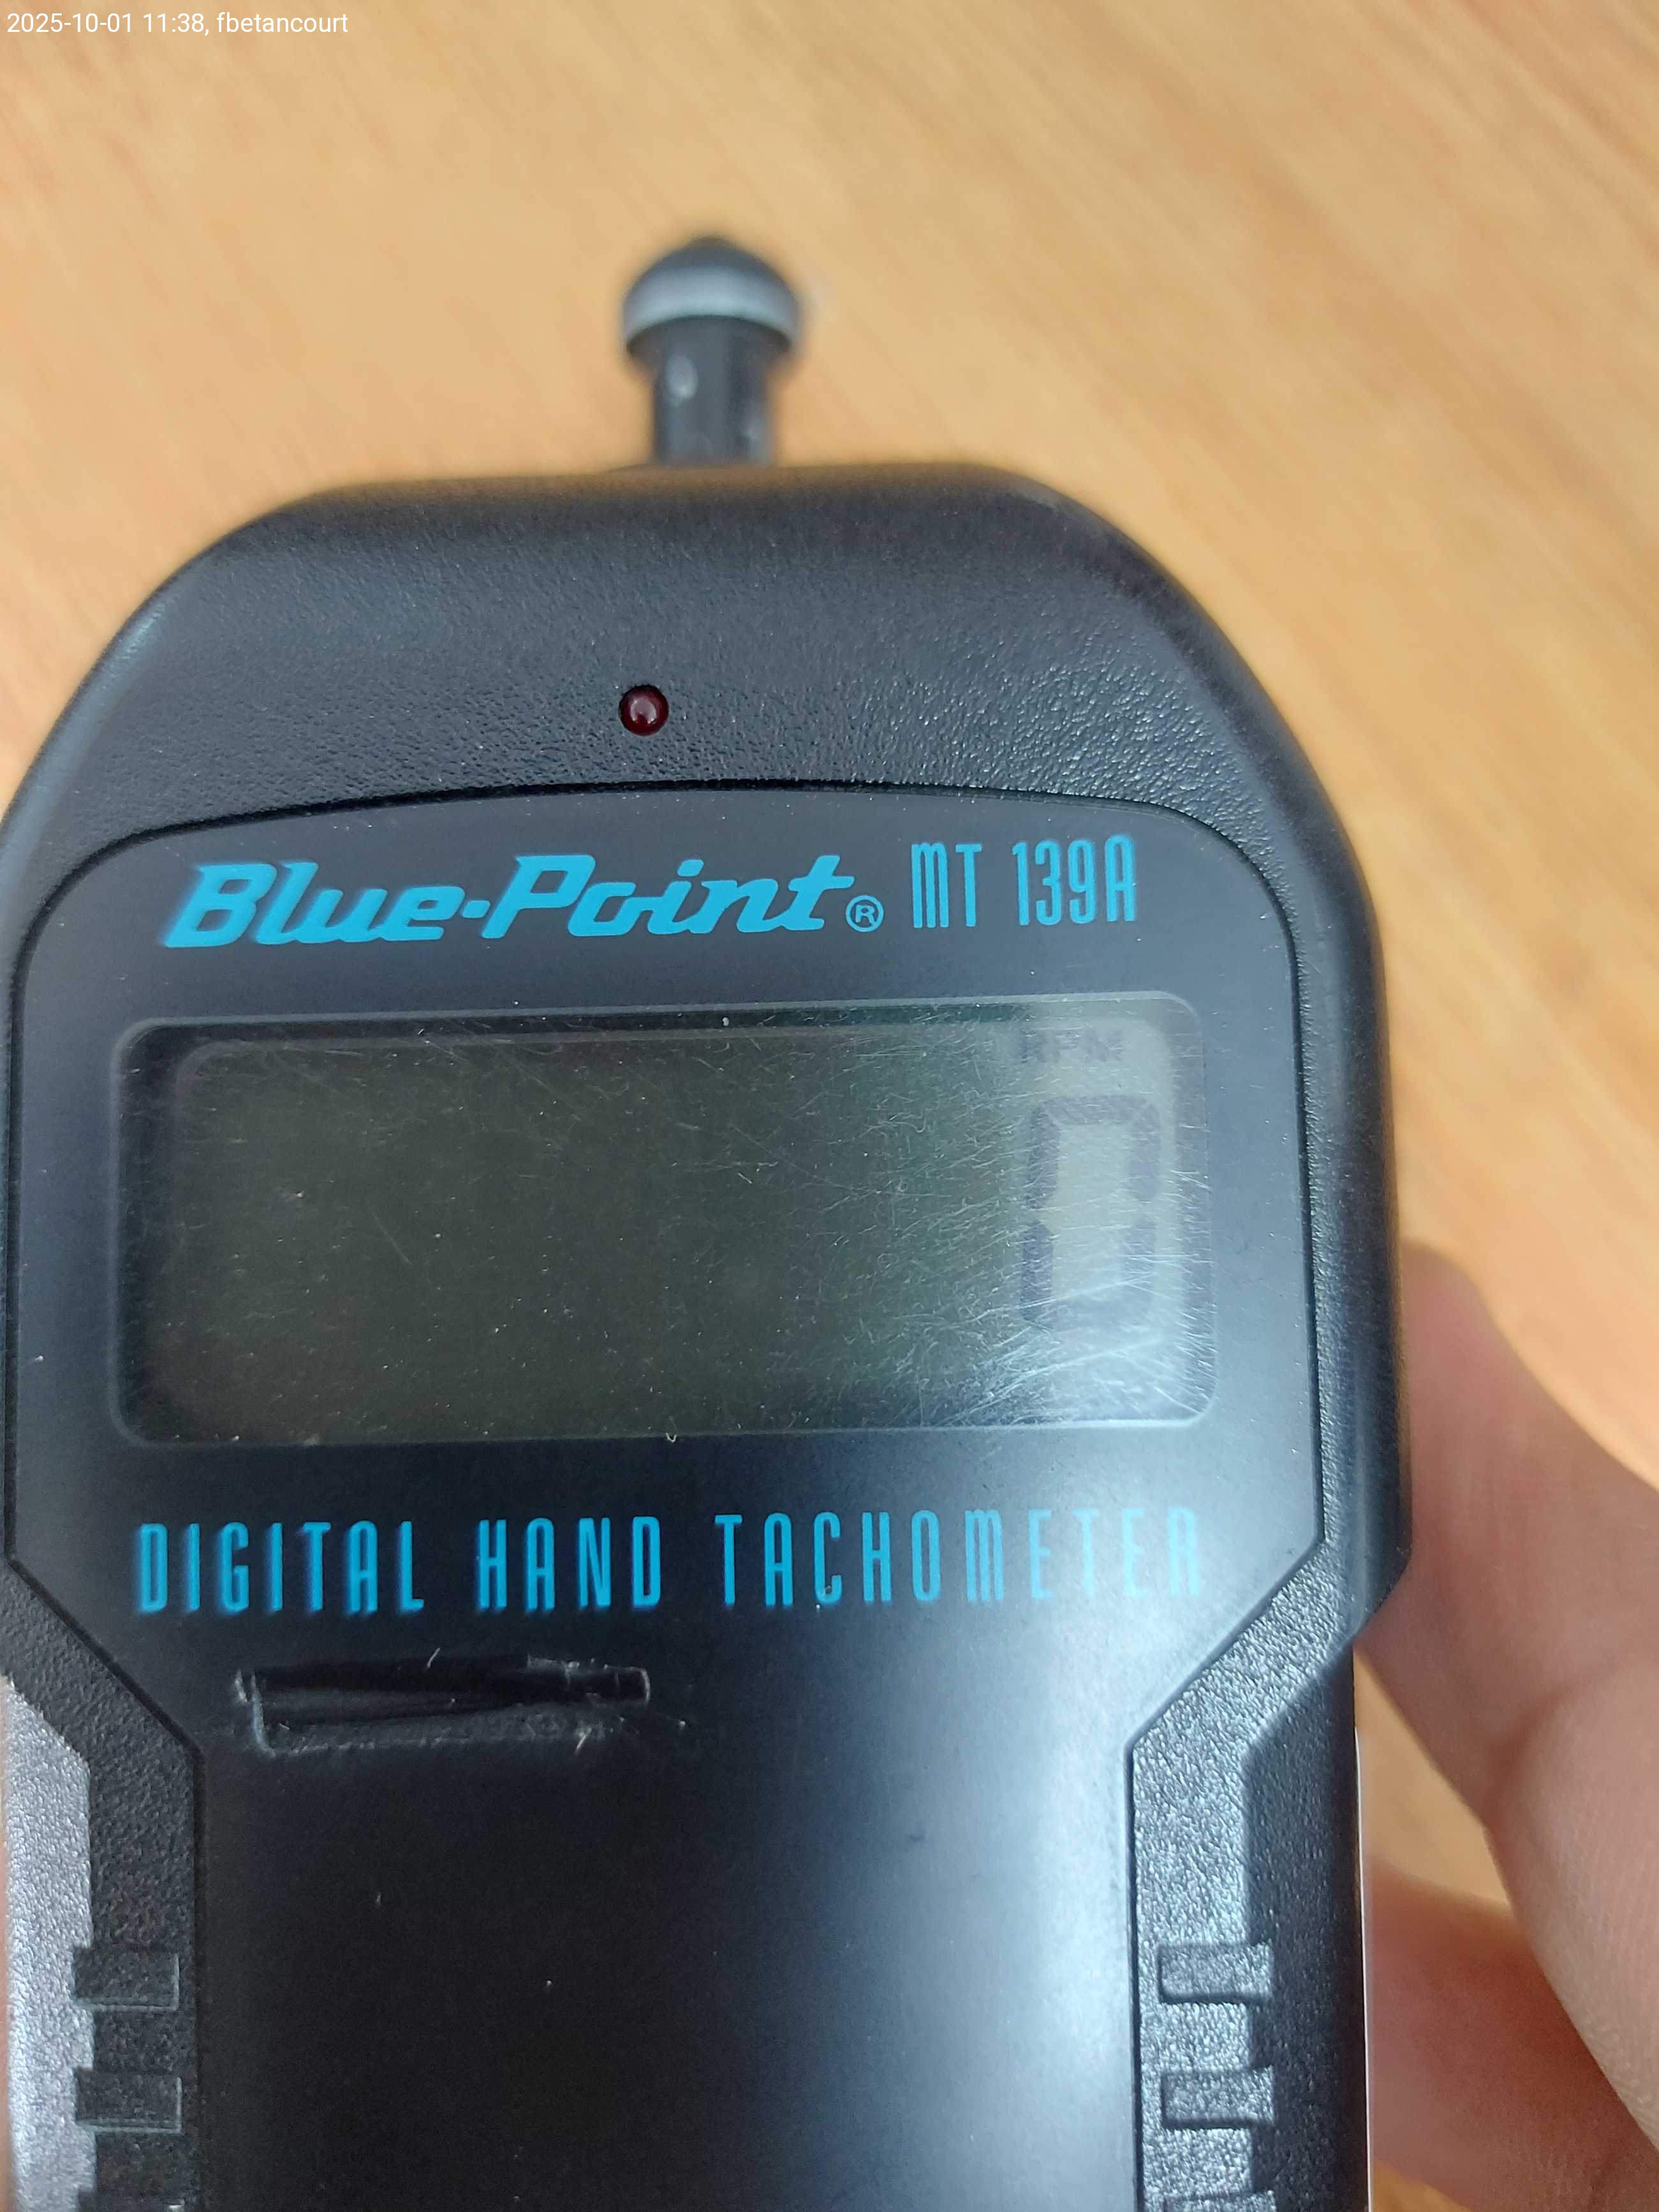 2025-10-01 11:38, fbetancourt
Blue-Point® MT 139A
RPM
0
DIGITAL HAND TACHOMETER